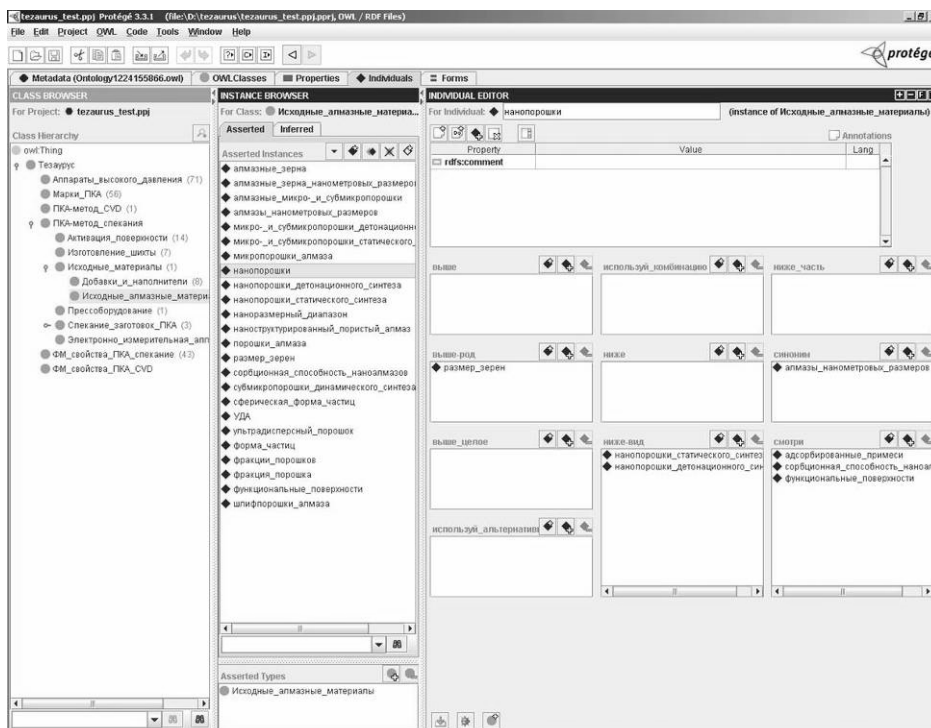 tezaurus_test.ppj Protégé 3.3.1 (file:\D:\tezaurus\tezaurus_test.ppj.pprj, OWL / RDF Files)
File Edit Project OWL Code Tools Window Help
protégé
Metadata (Ontology1224155866.owl) OWLClasses Properties Individuals Forms
CLASS BROWSER
For Project: tezaurus_test.ppj
Class Hierarchy
owl:Thing
Тезаурус
Аппараты_высокого_давления (71)
Марки_ПКА (56)
ПКА-метод_CVD (1)
ПКА-метод_спекания
Активация_поверхности (14)
Изготовление_шихты (7)
Исходные_материалы (1)
Добавки_и_наполнители (8)
Исходные_алмазные_матери
Прессоборудование (1)
Спекание_заготовок_ПКА (3)
Электронно_измерительная_апп
ФМ_свойства_ПКА_спекание (43)
ФМ_свойства_ПКА_CVD
INSTANCE BROWSER
For Class: Исходные_алмазные_материа...
Asserted Inferred
Asserted Instances
алмазные_зерна
алмазные_зерна_нанометровых_размеро
алмазные_микро-_и_субмикропорошки
алмазы_нанометровых_размеров
микро-_и_субмикропорошки_детонационн
микро-_и_субмикропорошки_статического_
микропорошки_алмаза
нанопорошки
нанопорошки_детонационного_синтеза
нанопорошки_статического_синтеза
наноразмерный_диапазон
наноструктурированный_пористый_алмаз
порошки_алмаза
размер_зерен
сорбционная_способность_наноалмазов
субмикропорошки_динамического_синтеза
сферическая_форма_частиц
УДА
ультрадисперсный_порошок
форма_частиц
фракции_порошков
фракция_порошка
функциональные_поверхности
шлифпорошки_алмаза
Asserted Types
Исходные_алмазные_материалы
INDIVIDUAL EDITOR
For Individual: нанопорошки (instance of Исходные_алмазные_материалы)
Annotations
Property Value Lang
rdfs:comment
выше используй_комбинацию ниже_часть
выше-род ниже синоним
размер_зерен алмазы_нанометровых_размеров
выше_целое ниже-вид смотри
нанопорошки_статического_синтез адсорбированные_примеси
нанопорошки_детонационного_син сорбционная_способность_наноал
функциональные_поверхности
используй_альтернатив